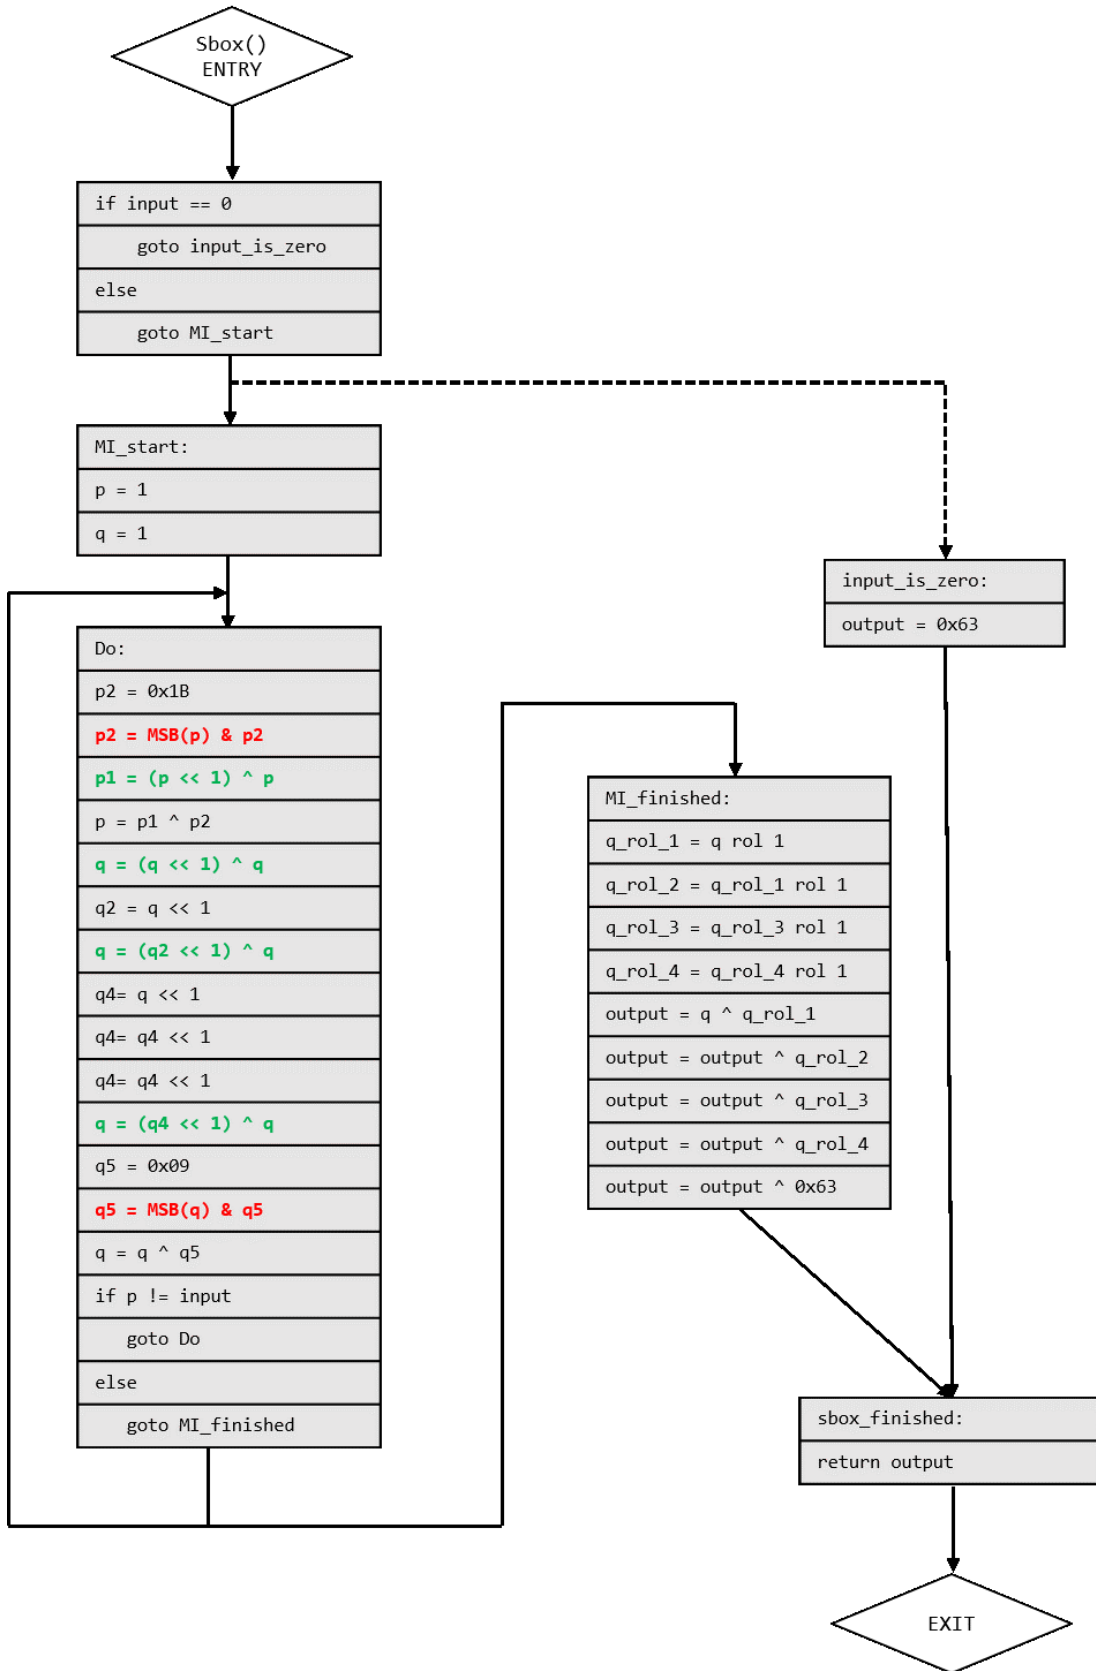 Sbox()
ENTRY
if input == 0
goto input_is_zero
else
goto MI_start
MI_start:
p = 1
q = 1
Do:
p2 = 0x1B
p2 = MSB(p) & p2
p1 = (p << 1) ^ p
p = p1 ^ p2
q = (q << 1) ^ q
q2 = q << 1
q = (q2 << 1) ^ q
q4= q << 1
q4= q4 << 1
q4= q4 << 1
q = (q4 << 1) ^ q
q5 = 0x09
q5 = MSB(q) & q5
q = q ^ q5
if p != input
goto Do
else
goto MI_finished
MI_finished:
q_rol_1 = q rol 1
q_rol_2 = q_rol_1 rol 1
q_rol_3 = q_rol_3 rol 1
q_rol_4 = q_rol_4 rol 1
output = q ^ q_rol_1
output = output ^ q_rol_2
output = output ^ q_rol_3
output = output ^ q_rol_4
output = output ^ 0x63
input_is_zero:
output = 0x63
sbox_finished:
return output
EXIT